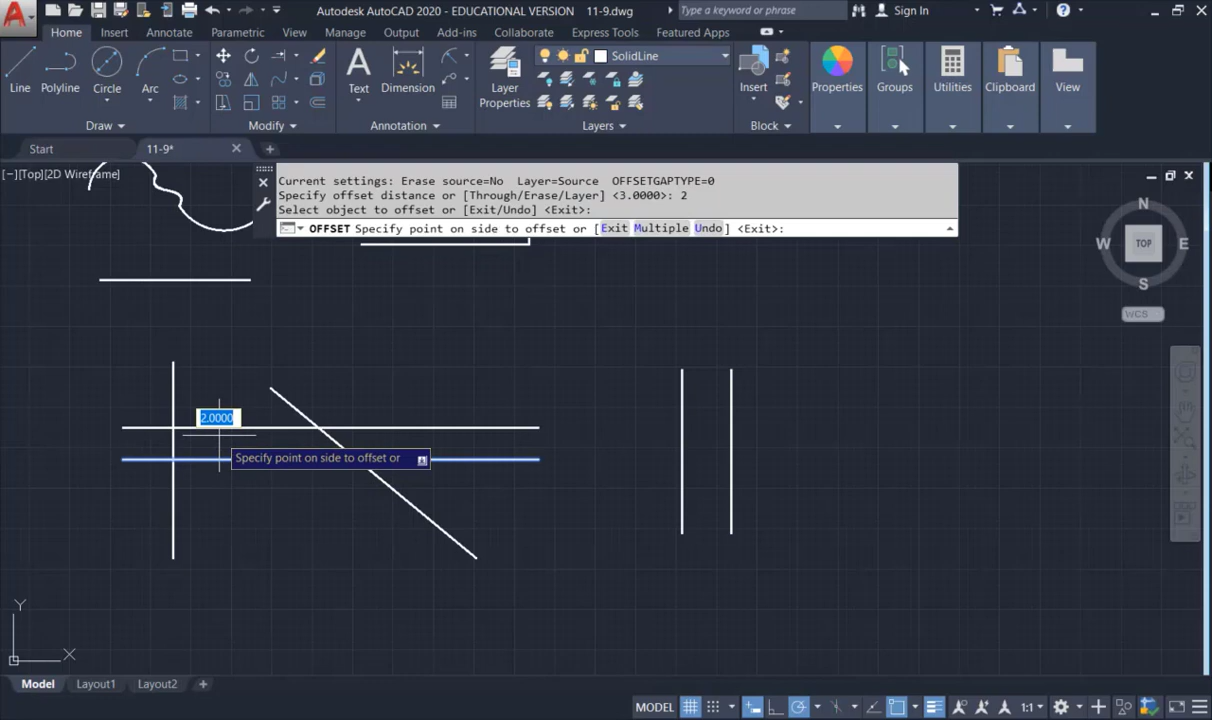 A
Autodesk AutoCAD 2020 - EDUCATIONAL VERSION 11-9.dwg
Type a keyword or phrase
Sign In
Home Insert Annotate Parametric View Manage Output Add-ins Collaborate Express Tools Featured Apps
SolidLine
Line Polyline Circle Arc
Text Dimension
Layer
Properties
Insert Properties Groups Utilities Clipboard View
Draw Modify Annotation Layers Block
Start 11-9*
[−][Top][2D Wireframe]
Current settings: Erase source=No Layer=Source OFFSETGAPTYPE=0
Specify offset distance or [Through/Erase/Layer] <3.0000>: 2
Select object to offset or [Exit/Undo] <Exit>:
OFFSET Specify point on side to offset or [Exit Multiple Undo] <Exit>:
N
W TOP E
S
WCS
2.0000
Specify point on side to offset or
Y
X
Model Layout1 Layout2
MODEL 1:1